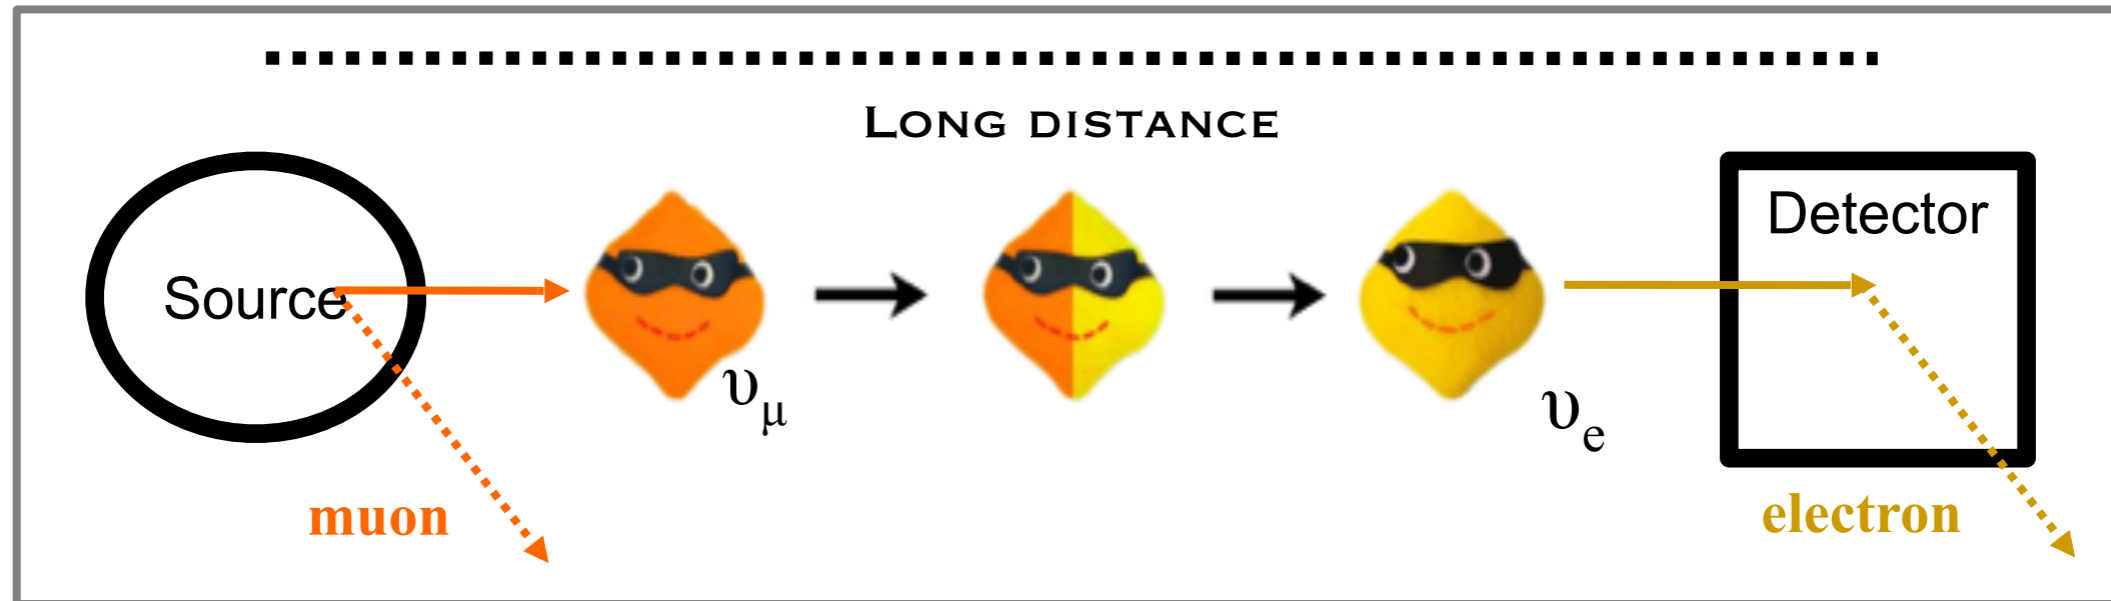 LONG DISTANCE
Source
Detector
υμ
υe
muon
electron